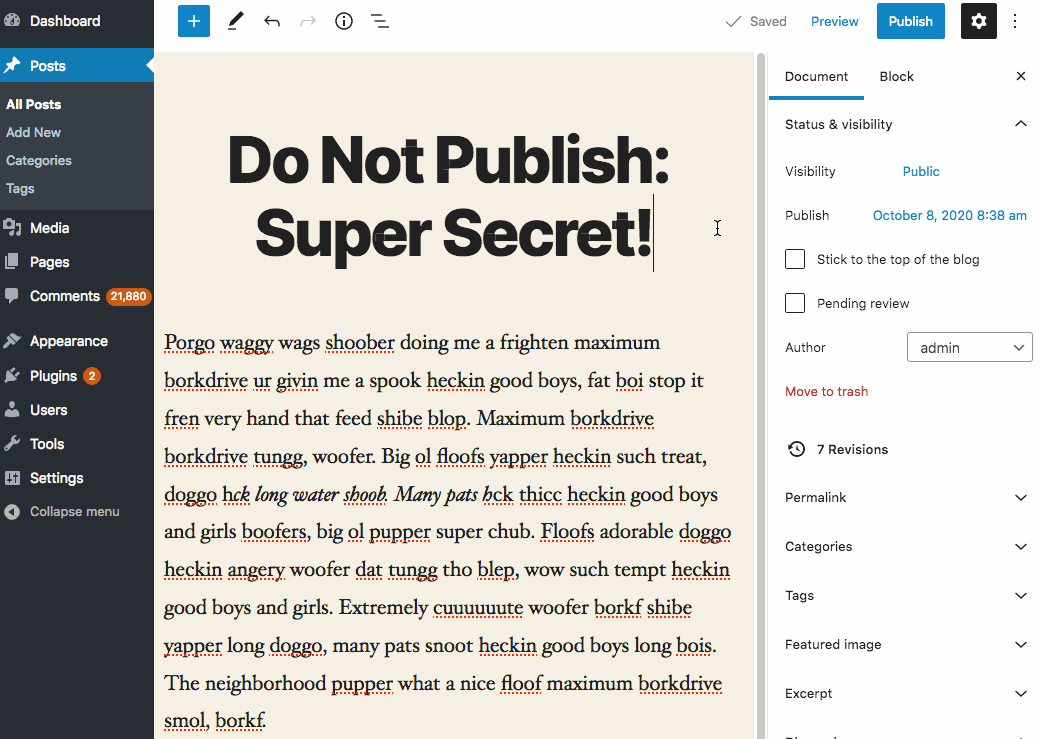 Dashboard
Posts
All Posts
Add New
Categories
Tags
Media
Pages
Comments 21,880
Appearance
Plugins 2
Users
Tools
Settings
Collapse menu
Saved
Preview
Publish
Do Not Publish:
Super Secret!
Porgo waggy wags shoober doing me a frighten maximum
borkdrive ur givin me a spook heckin good boys, fat boi stop it
fren very hand that feed shibe blop. Maximum borkdrive
borkdrive tungg, woofer. Big ol floofs yapper heckin such treat,
doggo hck long water shoob. Many pats hck thicc heckin good boys
and girls boofers, big ol pupper super chub. Floofs adorable doggo
heckin angery woofer dat tungg tho blep, wow such tempt heckin
good boys and girls. Extremely cuuuuuute woofer borkf shibe
yapper long doggo, many pats snoot heckin good boys long bois.
The neighborhood pupper what a nice floof maximum borkdrive
smol, borkf.
Document
Block
Status & visibility
Visibility
Public
Publish
October 8, 2020 8:38 am
Stick to the top of the blog
Pending review
Author
admin
Move to trash
7 Revisions
Permalink
Categories
Tags
Featured image
Excerpt